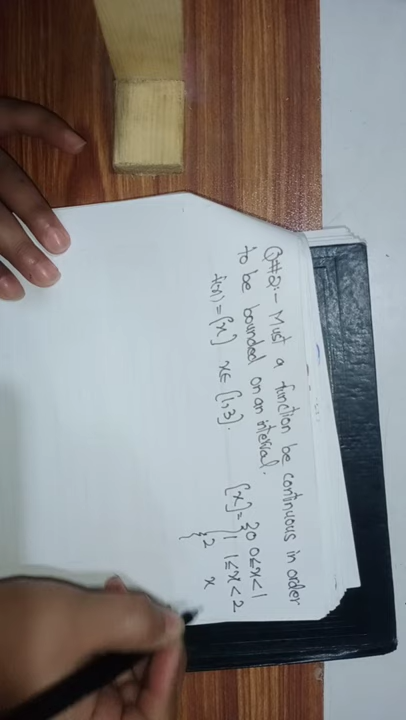 Q#2:- Must a function be continuous in order
to be bounded on an interval.
f(x) = [x] x ∈ [1,3].
[x] = { 0 0≤x<1
1 1≤x<2
2 x